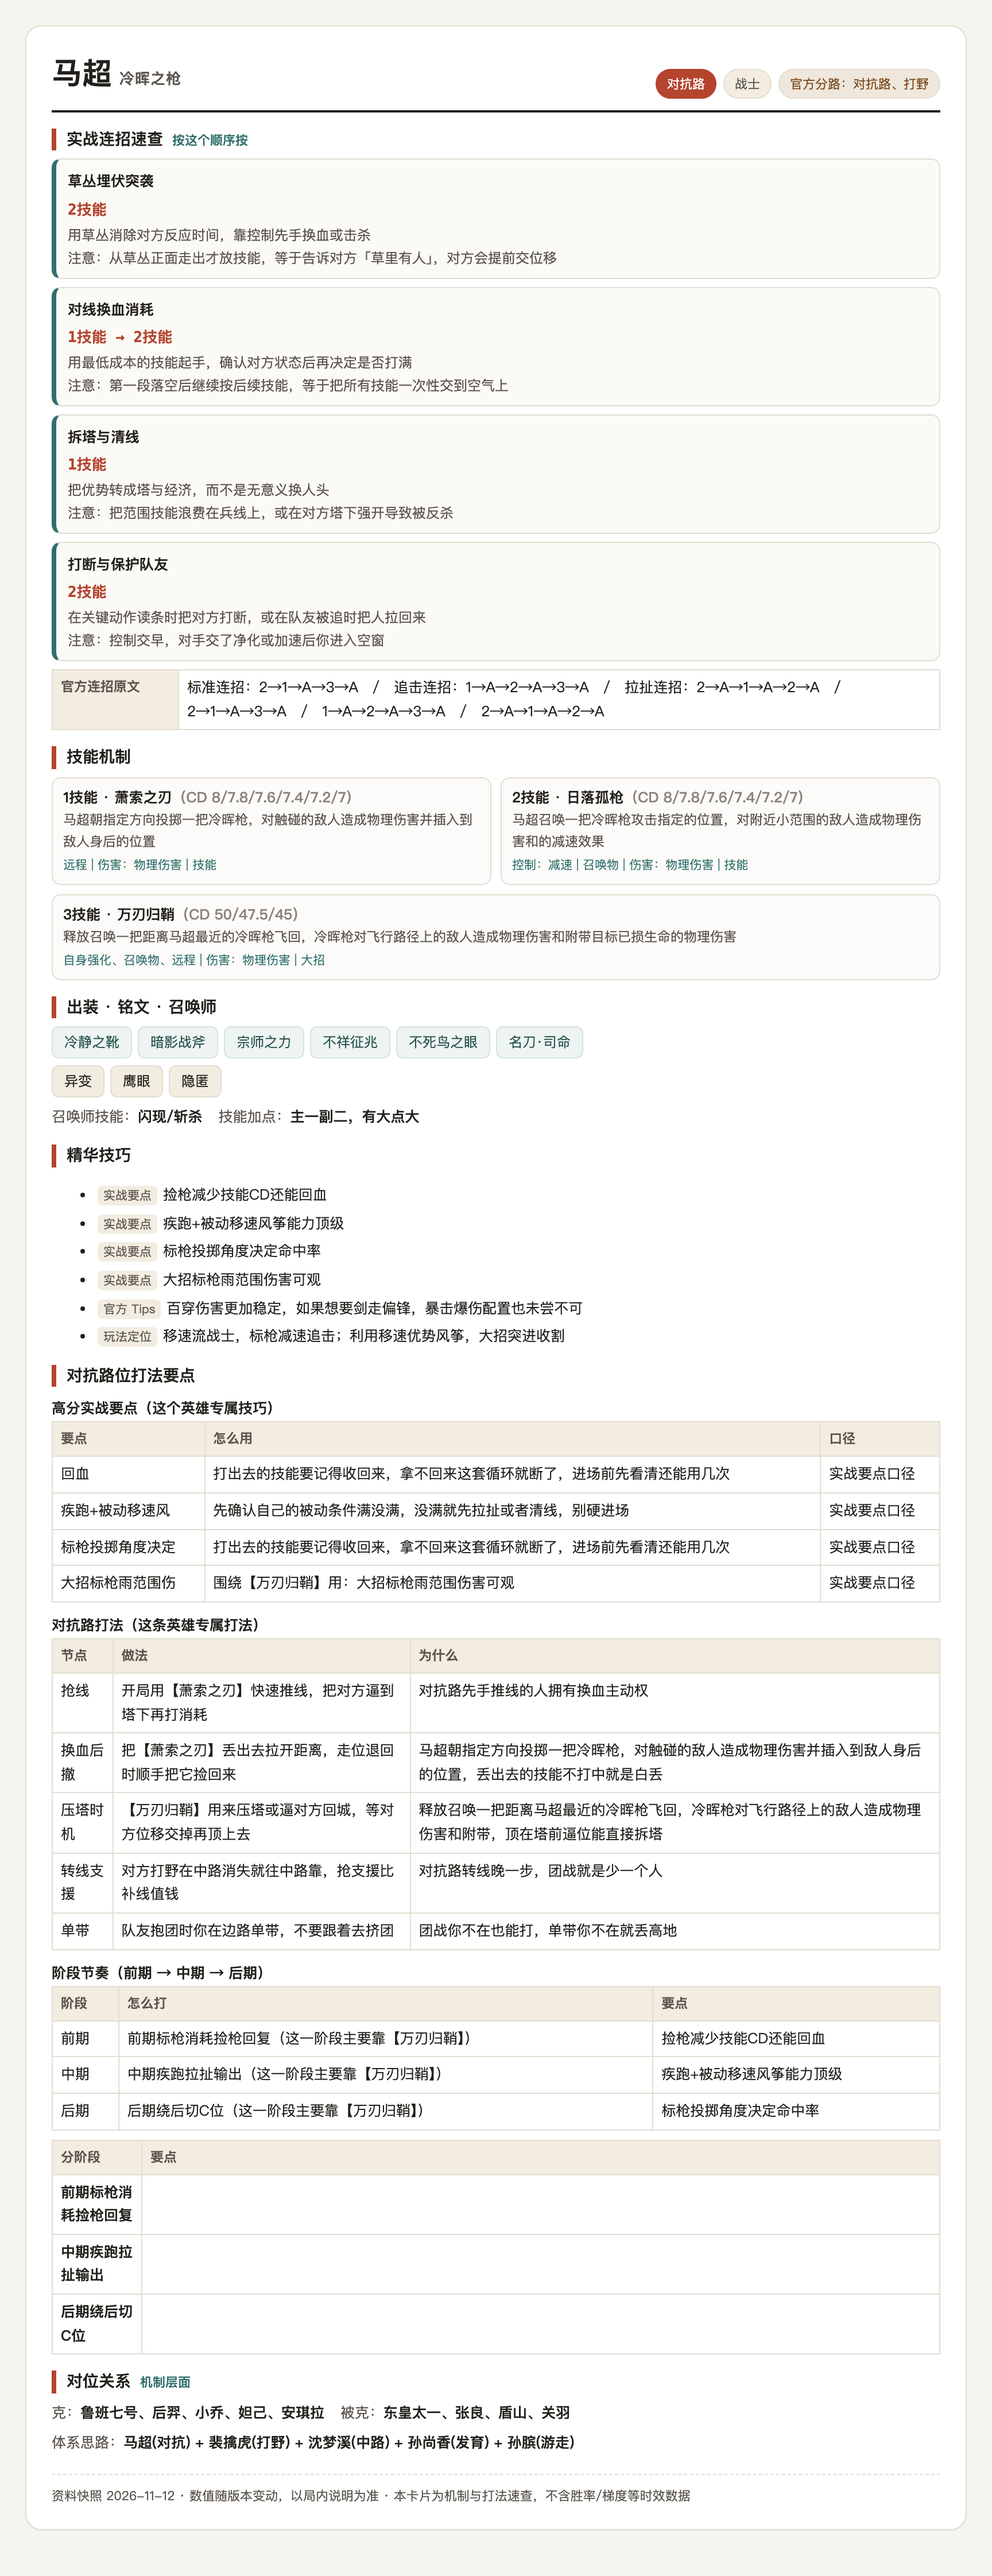 马超 冷晖之枪
对抗路 战士 官方分路：对抗路、打野
实战连招速查 按这个顺序按
草丛埋伏突袭
2技能
用草丛消除对方反应时间，靠控制先手换血或击杀
注意：从草丛正面走出才放技能，等于告诉对方「草里有人」，对方会提前交位移
对线换血消耗
1技能 → 2技能
用最低成本的技能起手，确认对方状态后再决定是否打满
注意：第一段落空后继续按后续技能，等于把所有技能一次性交到空气上
拆塔与清线
1技能
把优势转成塔与经济，而不是无意义换人头
注意：把范围技能浪费在兵线上，或在对方塔下强开导致被反杀
打断与保护队友
2技能
在关键动作读条时把对方打断，或在队友被追时把人拉回来
注意：控制交早，对手交了净化或加速后你进入空窗
官方连招原文 标准连招：2→1→A→3→A / 追击连招：1→A→2→A→3→A / 拉扯连招：2→A→1→A→2→A /
2→1→A→3→A / 1→A→2→A→3→A / 2→A→1→A→2→A
技能机制
1技能 · 萧索之刃（CD 8/7.8/7.6/7.4/7.2/7）
马超朝指定方向投掷一把冷晖枪，对触碰的敌人造成物理伤害并插入到
敌人身后的位置
远程 | 伤害：物理伤害 | 技能
2技能 · 日落孤枪（CD 8/7.8/7.6/7.4/7.2/7）
马超召唤一把冷晖枪攻击指定的位置，对附近小范围的敌人造成物理伤
害和的减速效果
控制：减速 | 召唤物 | 伤害：物理伤害 | 技能
3技能 · 万刃归鞘（CD 50/47.5/45）
释放召唤一把距离马超最近的冷晖枪飞回，冷晖枪对飞行路径上的敌人造成物理伤害和附带目标已损生命的物理伤害
自身强化、召唤物、远程 | 伤害：物理伤害 | 大招
出装 · 铭文 · 召唤师
冷静之靴 暗影战斧 宗师之力 不祥征兆 不死鸟之眼 名刀·司命
异变 鹰眼 隐匿
召唤师技能：闪现/斩杀 技能加点：主一副二，有大点大
精华技巧
• 实战要点 捡枪减少技能CD还能回血
• 实战要点 疾跑+被动移速风筝能力顶级
• 实战要点 标枪投掷角度决定命中率
• 实战要点 大招标枪雨范围伤害可观
• 官方 Tips 百穿伤害更加稳定，如果想要剑走偏锋，暴击爆伤配置也未尝不可
• 玩法定位 移速流战士，标枪减速追击；利用移速优势风筝，大招突进收割
对抗路位打法要点
高分实战要点（这个英雄专属技巧）
要点 怎么用 口径
回血 打出去的技能要记得收回来，拿不回来这套循环就断了，进场前先看清还能用几次 实战要点口径
疾跑+被动移速风 先确认自己的被动条件满没满，没满就先拉扯或者清线，别硬进场 实战要点口径
标枪投掷角度决定 打出去的技能要记得收回来，拿不回来这套循环就断了，进场前先看清还能用几次 实战要点口径
大招标枪雨范围伤 围绕【万刃归鞘】用：大招标枪雨范围伤害可观 实战要点口径
对抗路打法（这条英雄专属打法）
节点 做法 为什么
抢线 开局用【萧索之刃】快速推线，把对方逼到
塔下再打消耗 对抗路先手推线的人拥有换血主动权
换血后
撤 把【萧索之刃】丢出去拉开距离，走位退回
时顺手把它捡回来 马超朝指定方向投掷一把冷晖枪，对触碰的敌人造成物理伤害并插入到敌人身后
的位置，丢出去的技能不打中就是白丢
压塔时
机 【万刃归鞘】用来压塔或逼对方回城，等对
方位移交掉再顶上去 释放召唤一把距离马超最近的冷晖枪飞回，冷晖枪对飞行路径上的敌人造成物理
伤害和附带，顶在塔前逼位能直接拆塔
转线支
援 对方打野在中路消失就往中路靠，抢支援比
补线值钱 对抗路转线晚一步，团战就是少一个人
单带 队友抱团时你在边路单带，不要跟着去挤团 团战你不在也能打，单带你不在就丢高地
阶段节奏（前期 → 中期 → 后期）
阶段 怎么打 要点
前期 前期标枪消耗捡枪回复（这一阶段主要靠【万刃归鞘】） 捡枪减少技能CD还能回血
中期 中期疾跑拉扯输出（这一阶段主要靠【万刃归鞘】） 疾跑+被动移速风筝能力顶级
后期 后期绕后切C位（这一阶段主要靠【万刃归鞘】） 标枪投掷角度决定命中率
分阶段 要点
前期标枪消
耗捡枪回复
中期疾跑拉
扯输出
后期绕后切
C位
对位关系 机制层面
克：鲁班七号、后羿、小乔、妲己、安琪拉 被克：东皇太一、张良、盾山、关羽
体系思路：马超(对抗) + 裴擒虎(打野) + 沈梦溪(中路) + 孙尚香(发育) + 孙膑(游走)
资料快照 2026-11-12 · 数值随版本变动，以局内说明为准 · 本卡片为机制与打法速查，不含胜率/梯度等时效数据